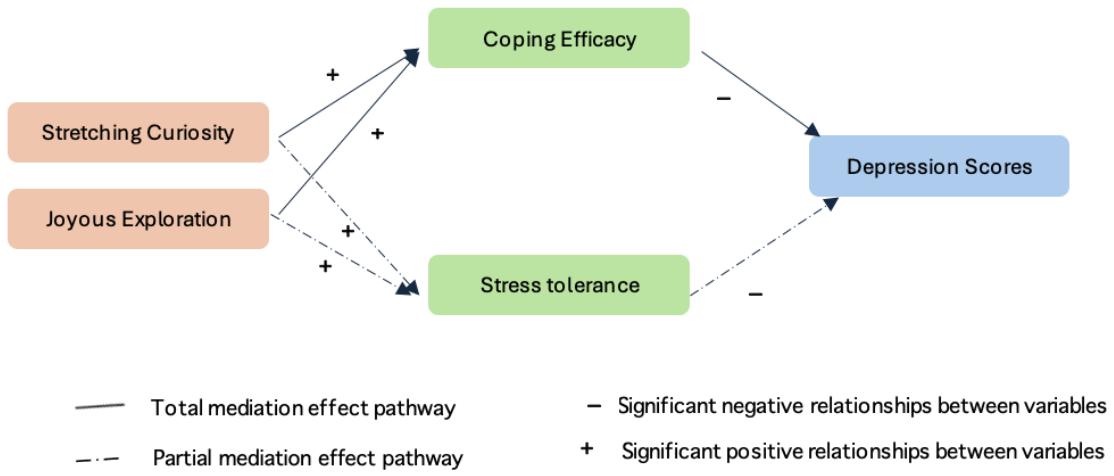 Coping Efficacy
+
−
Stretching Curiosity
+
Depression Scores
Joyous Exploration
+
+
Stress tolerance
−
Total mediation effect pathway
− Significant negative relationships between variables
Partial mediation effect pathway
+ Significant positive relationships between variables